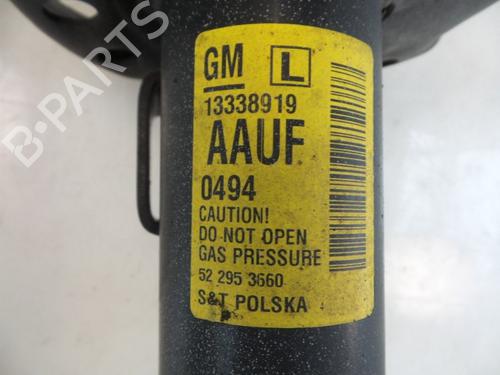 GM L
13338919
AAUF
0494
CAUTION!
DO NOT OPEN
GAS PRESSURE
52 295 3660
S&T POLSKA
B-PARTS